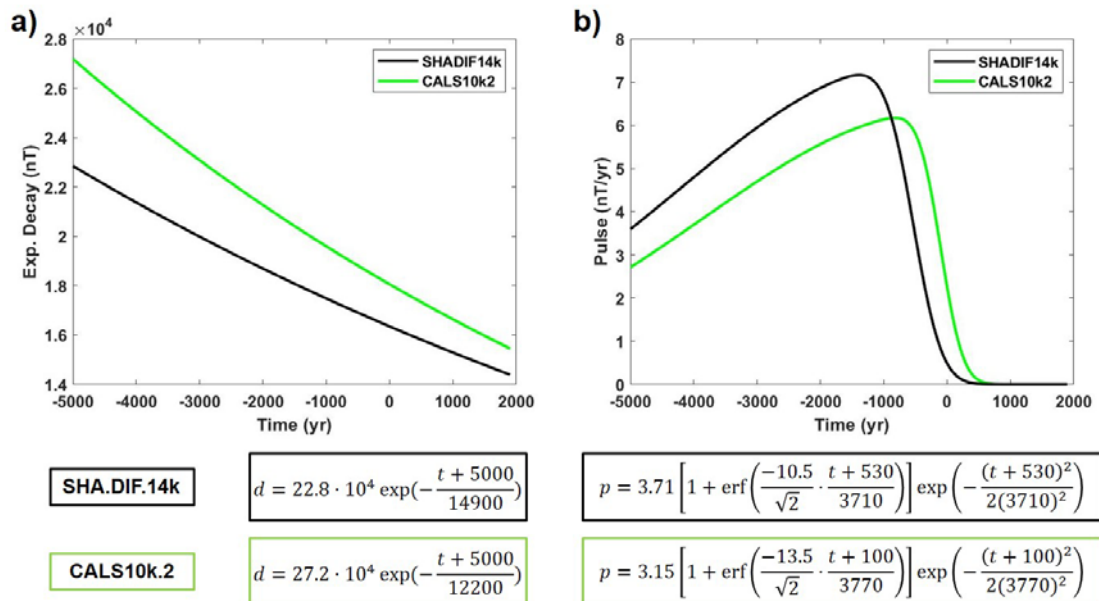 a)
×10⁴
2.8
2.6
2.4
2.2
2
1.8
1.6
1.4
Exp. Decay (nT)
-5000 -4000 -3000 -2000 -1000 0 1000 2000
Time (yr)
SHADIF14k
CALS10k2
b)
8
7
6
5
4
3
2
1
0
Pulse (nT/yr)
-5000 -4000 -3000 -2000 -1000 0 1000 2000
Time (yr)
SHADIF14k
CALS10k2
SHA.DIF.14k
d = 22.8 · 10⁴ exp(−(t + 5000)/14900)
p = 3.71 [1 + erf(−10.5/√2 · (t + 530)/3710)] exp(−(t + 530)²/2(3710)²)
CALS10k.2
d = 27.2 · 10⁴ exp(−(t + 5000)/12200)
p = 3.15 [1 + erf(−13.5/√2 · (t + 100)/3770)] exp(−(t + 100)²/2(3770)²)